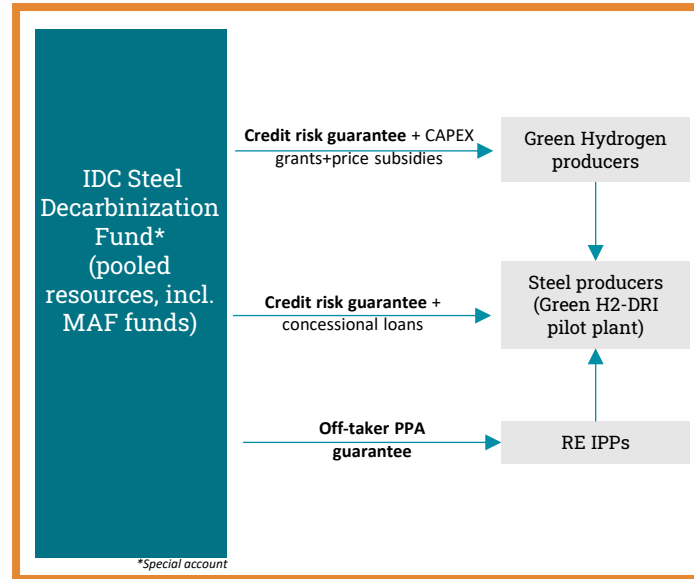 IDC Steel
Decarbinization
Fund*
(pooled
resources, incl.
MAF funds)
*Special account
Credit risk guarantee + CAPEX
grants+price subsidies
Green Hydrogen
producers
Credit risk guarantee +
concessional loans
Steel producers
(Green H2-DRI
pilot plant)
Off-taker PPA
guarantee
RE IPPs